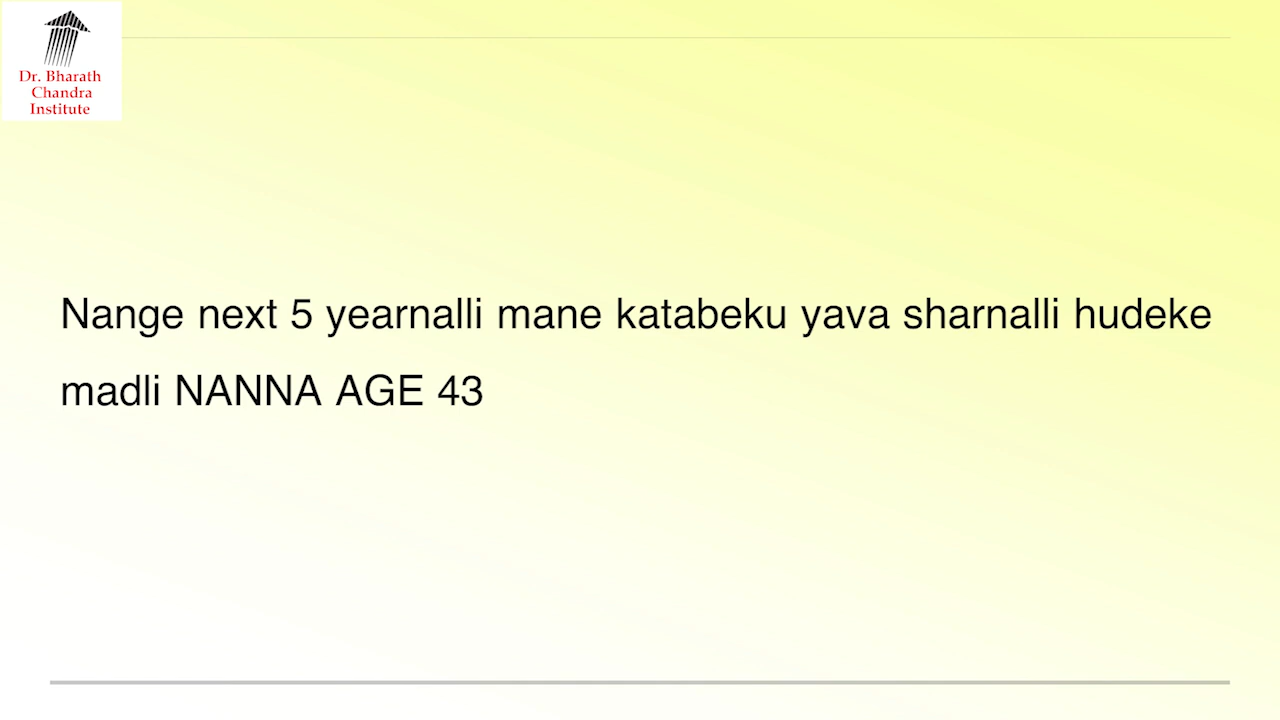 Dr. Bharath
Chandra
Institute
Nange next 5 yearnalli mane katabeku yava sharnalli hudeke
madli NANNA AGE 43